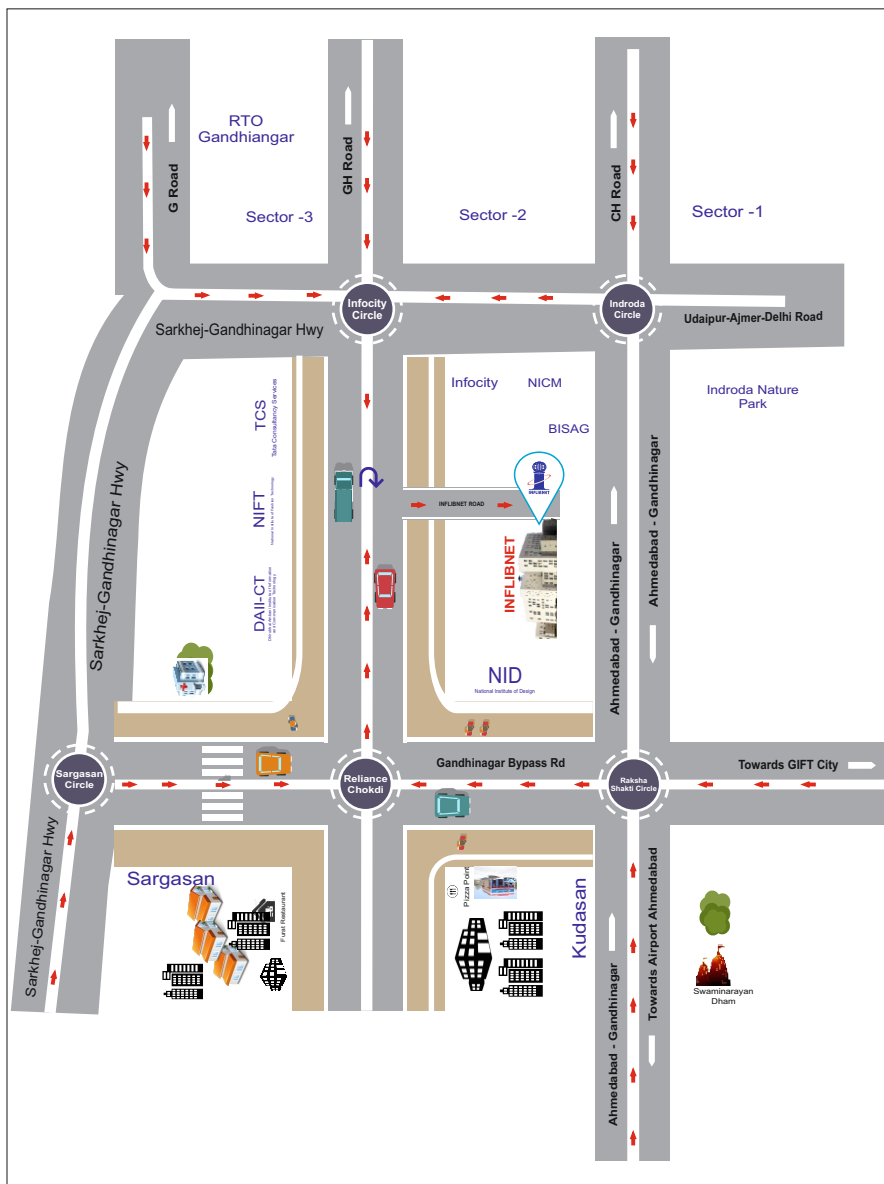 RTO
Gandhiangar
G Road
GH Road
CH Road
Sector -3
Sector -2
Sector -1
Infocity
Circle
Indroda
Circle
Sarkhej-Gandhinagar Hwy
Udaipur-Ajmer-Delhi Road
TCS
Tata Consultancy Services
Infocity
NICM
BISAG
Indroda Nature
Park
Sarkhej-Gandhinagar Hwy
NIFT
INFLIBNET
INFLIBNET ROAD
INFLIBNET
Ahmedabad - Gandhinagar
Ahmedabad - Gandhinagar
DAII-CT
NID
National Institute of Design
Sargasan
Circle
Reliance
Chokdi
Gandhinagar Bypass Rd
Raksha
Shakti Circle
Towards GIFT City
Sarkhej-Gandhinagar Hwy
Sargasan
Furat Restaurant
Pizza Point
Kudasan
Ahmedabad - Gandhinagar
Towards Airport Ahmedabad
Swaminarayan
Dham